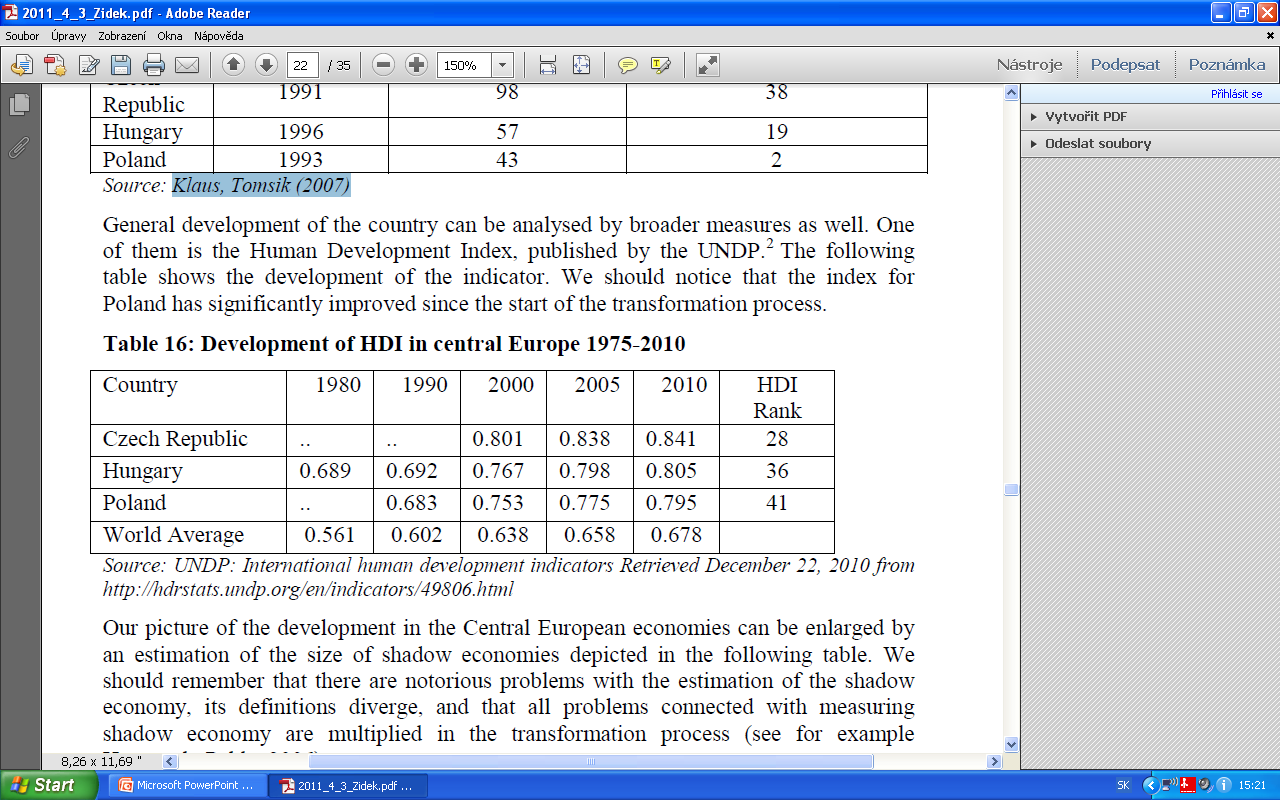 2011_4_3_Zidek.pdf - Adobe Reader
Soubor Úpravy Zobrazení Okna Nápověda
22 / 35 150% Nástroje Podepsat Poznámka
Přihlásit se
Vytvořit PDF
Odeslat soubory
Republic 1991 98 38
Hungary 1996 57 19
Poland 1993 43 2
Source: Klaus, Tomsik (2007)
General development of the country can be analysed by broader measures as well. One
of them is the Human Development Index, published by the UNDP.2 The following
table shows the development of the indicator. We should notice that the index for
Poland has significantly improved since the start of the transformation process.
Table 16: Development of HDI in central Europe 1975-2010
Country 1980 1990 2000 2005 2010 HDI
Rank
Czech Republic .. .. 0.801 0.838 0.841 28
Hungary 0.689 0.692 0.767 0.798 0.805 36
Poland .. 0.683 0.753 0.775 0.795 41
World Average 0.561 0.602 0.638 0.658 0.678
Source: UNDP: International human development indicators Retrieved December 22, 2010 from
http://hdrstats.undp.org/en/indicators/49806.html
Our picture of the development in the Central European economies can be enlarged by
an estimation of the size of shadow economies depicted in the following table. We
should remember that there are notorious problems with the estimation of the shadow
economy, its definitions diverge, and that all problems connected with measuring
shadow economy are multiplied in the transformation process (see for example
8,26 x 11,69 "
Start Microsoft PowerPoint ... 2011_4_3_Zidek.pdf ... SK 15:21